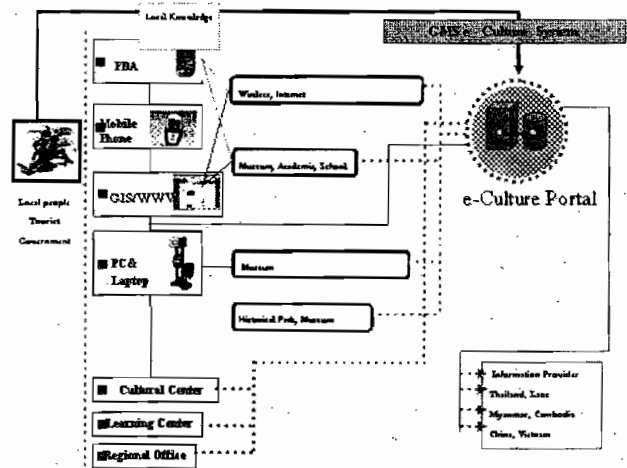 Local Knowledge
GMS e-Culture System
PDA
Wireless, Internet
Mobile
Phone
Museum, Academic, School
GIS/WWW
e-Culture Portal
Local people
Tourist
Government
PC &
Laptop
Museum
Historical Park, Museum
Information Provider
Thailand, Laos
Myanmar, Cambodia
China, Vietnam
Cultural Center
Learning Center
Regional Office